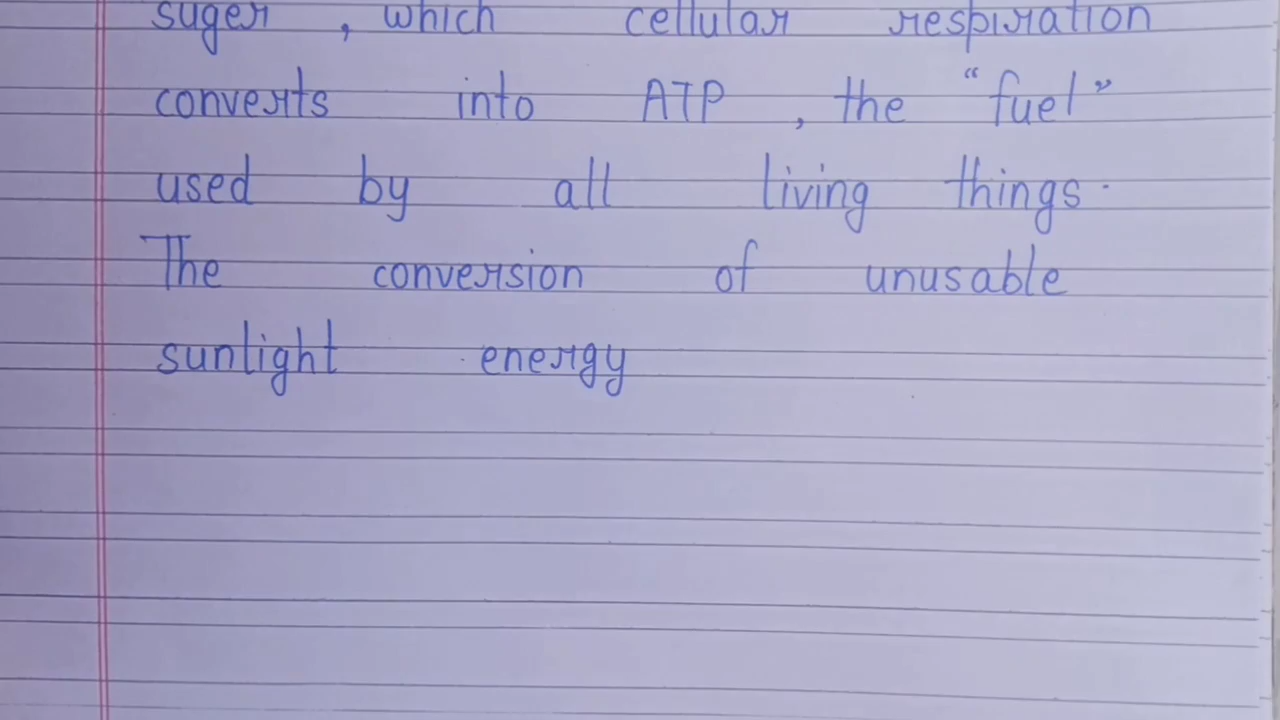 suger , which cellular respiration
converts into ATP , the "fuel"
used by all living things.
The conversion of unusable
sunlight energy